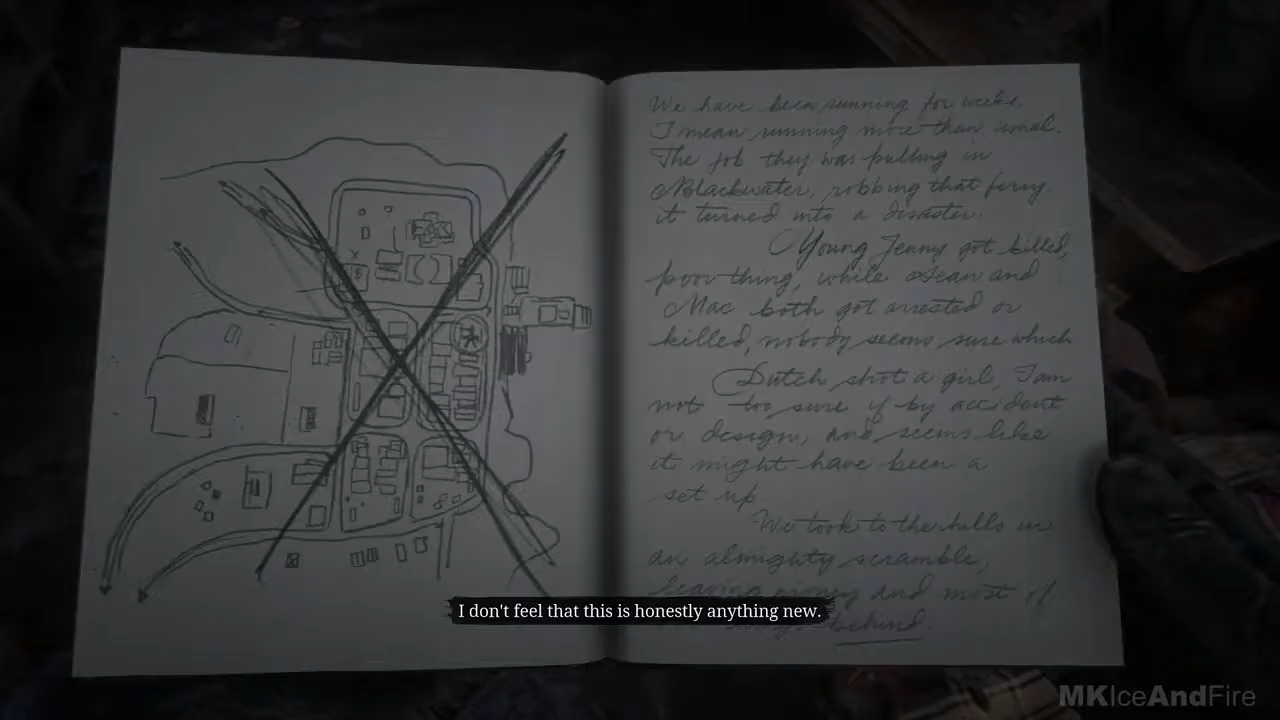 We have been running for weeks,
I mean running more than usual.
The job they was pulling in
Blackwater, robbing that ferry
it turned into a disaster.
Young Jenny got killed,
poor thing, while Sean and
Mac both got arrested or
killed, nobody seems sure which
Dutch shot a girl, I am
not too sure if by accident
or design, and seems like
it might have been a
set up
We took to the hills in
an almighty scramble,
leaving money and most of
behind.
I don't feel that this is honestly anything new.
MKIceAndFire